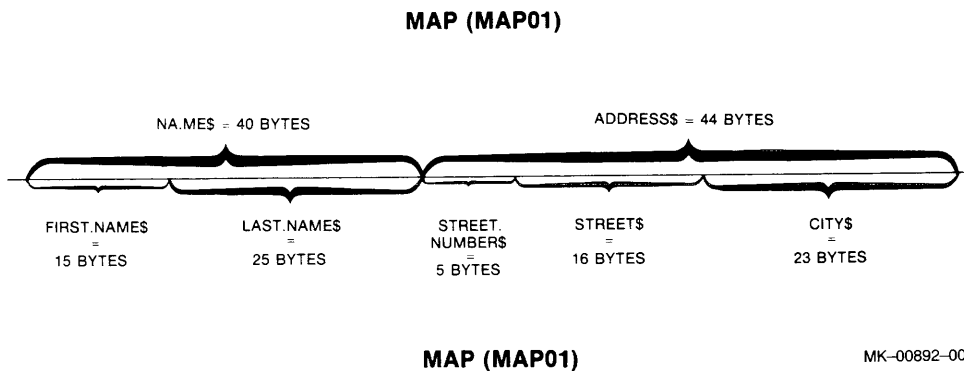 MAP (MAP01)
NA.ME$ = 40 BYTES
ADDRESS$ = 44 BYTES
FIRST.NAME$
=
15 BYTES
LAST.NAME$
=
25 BYTES
STREET.
NUMBER$
=
5 BYTES
STREET$
=
16 BYTES
CITY$
=
23 BYTES
MAP (MAP01)
MK–00892–00